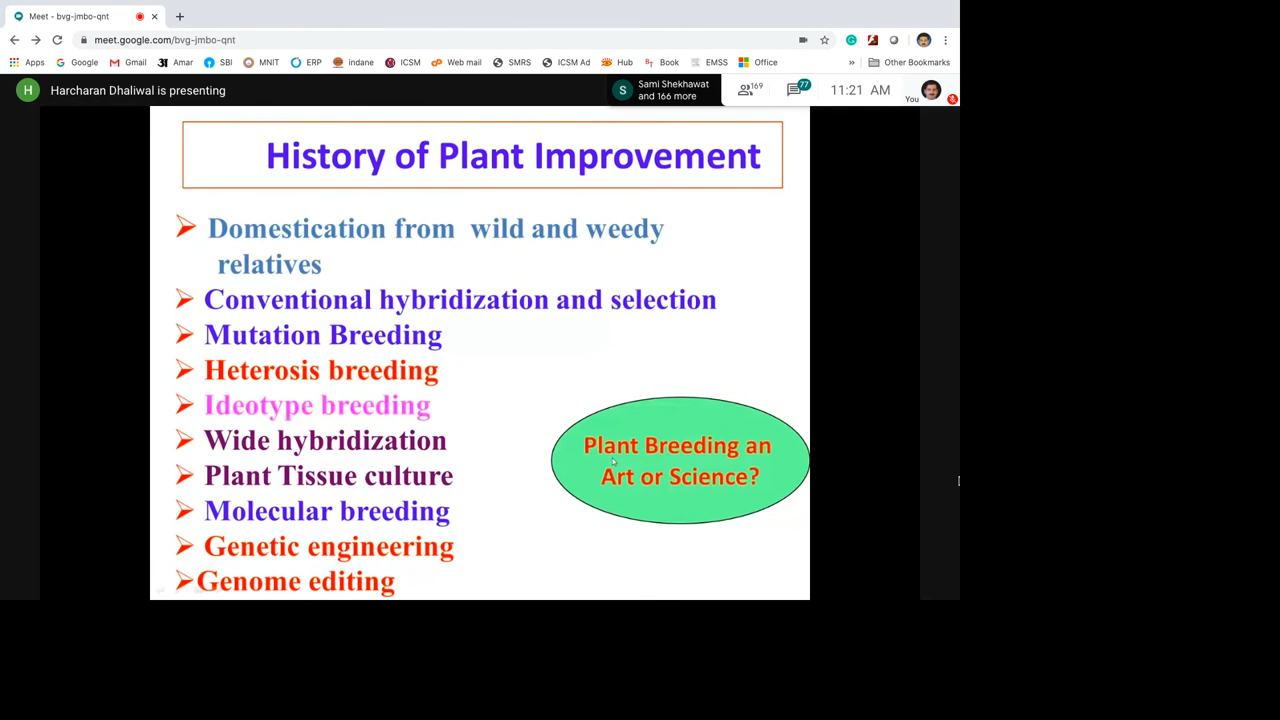 Meet - bvg-jmbo-qnt
meet.google.com/bvg-jmbo-qnt
Apps Google Gmail Amar SBI MNIT ERP indane ICSM Web mail SMRS ICSM Ad Hub Book EMSS Office » Other Bookmarks
H Harcharan Dhaliwal is presenting
S Sami Shekhawat
and 166 more
169
77
11:21 AM
You
History of Plant Improvement
Domestication from wild and weedy
relatives
Conventional hybridization and selection
Mutation Breeding
Heterosis breeding
Ideotype breeding
Wide hybridization
Plant Tissue culture
Molecular breeding
Genetic engineering
Genome editing
Plant Breeding an
Art or Science?